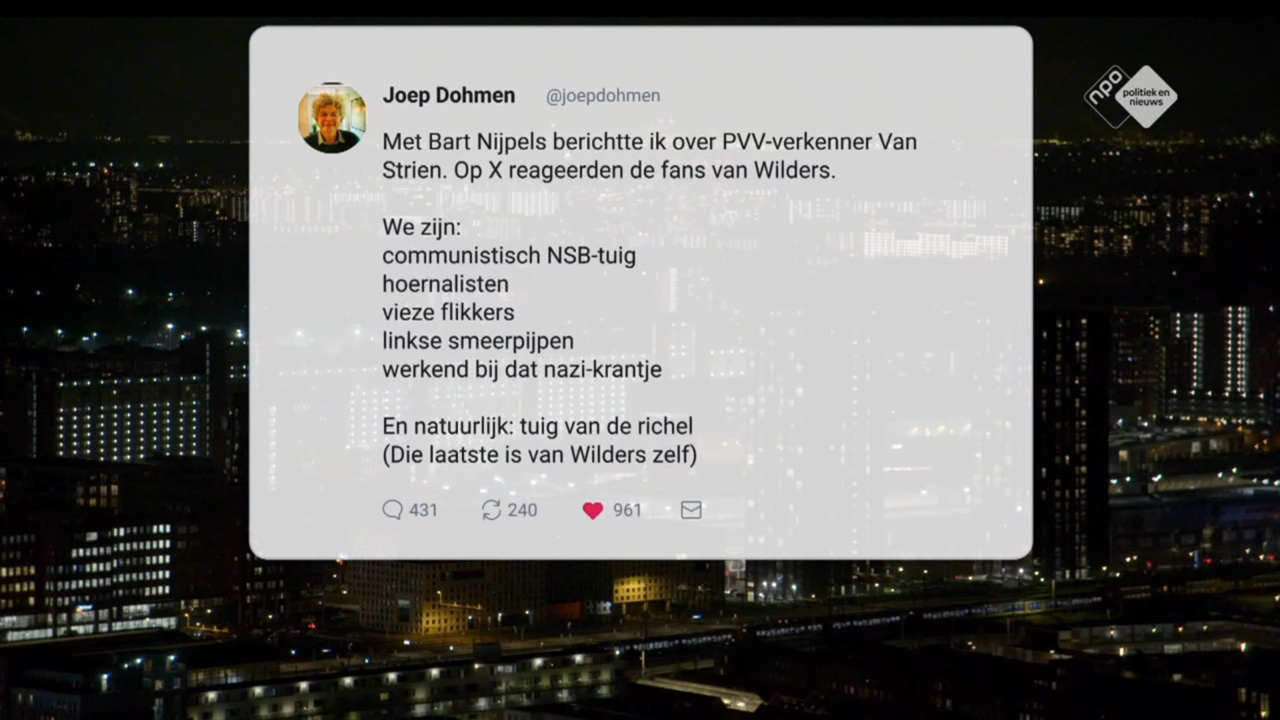 Joep Dohmen @joepdohmen
npo
politiek en
nieuws
Met Bart Nijpels berichtte ik over PVV-verkenner Van
Strien. Op X reageerden de fans van Wilders.
We zijn:
communistisch NSB-tuig
hoernalisten
vieze flikkers
linkse smeerpijpen
werkend bij dat nazi-krantje
En natuurlijk: tuig van de richel
(Die laatste is van Wilders zelf)
431 240 961